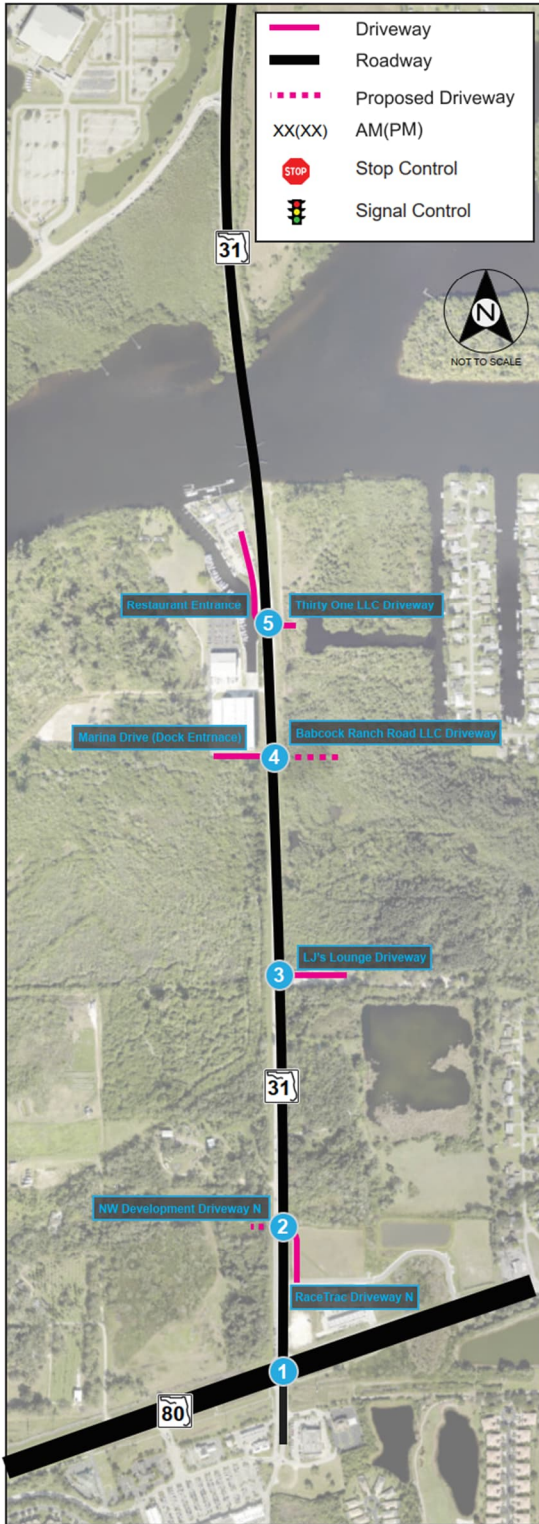 Driveway
Roadway
Proposed Driveway
XX(XX) AM(PM)
STOP Stop Control
Signal Control
31
N
NOT TO SCALE
Restaurant Entrance
Thirty One LLC Driveway
5
Marina Drive (Dock Entrnace)
Babcock Ranch Road LLC Driveway
4
LJ's Lounge Driveway
3
31
NW Development Driveway N
2
RaceTrac Driveway N
1
80